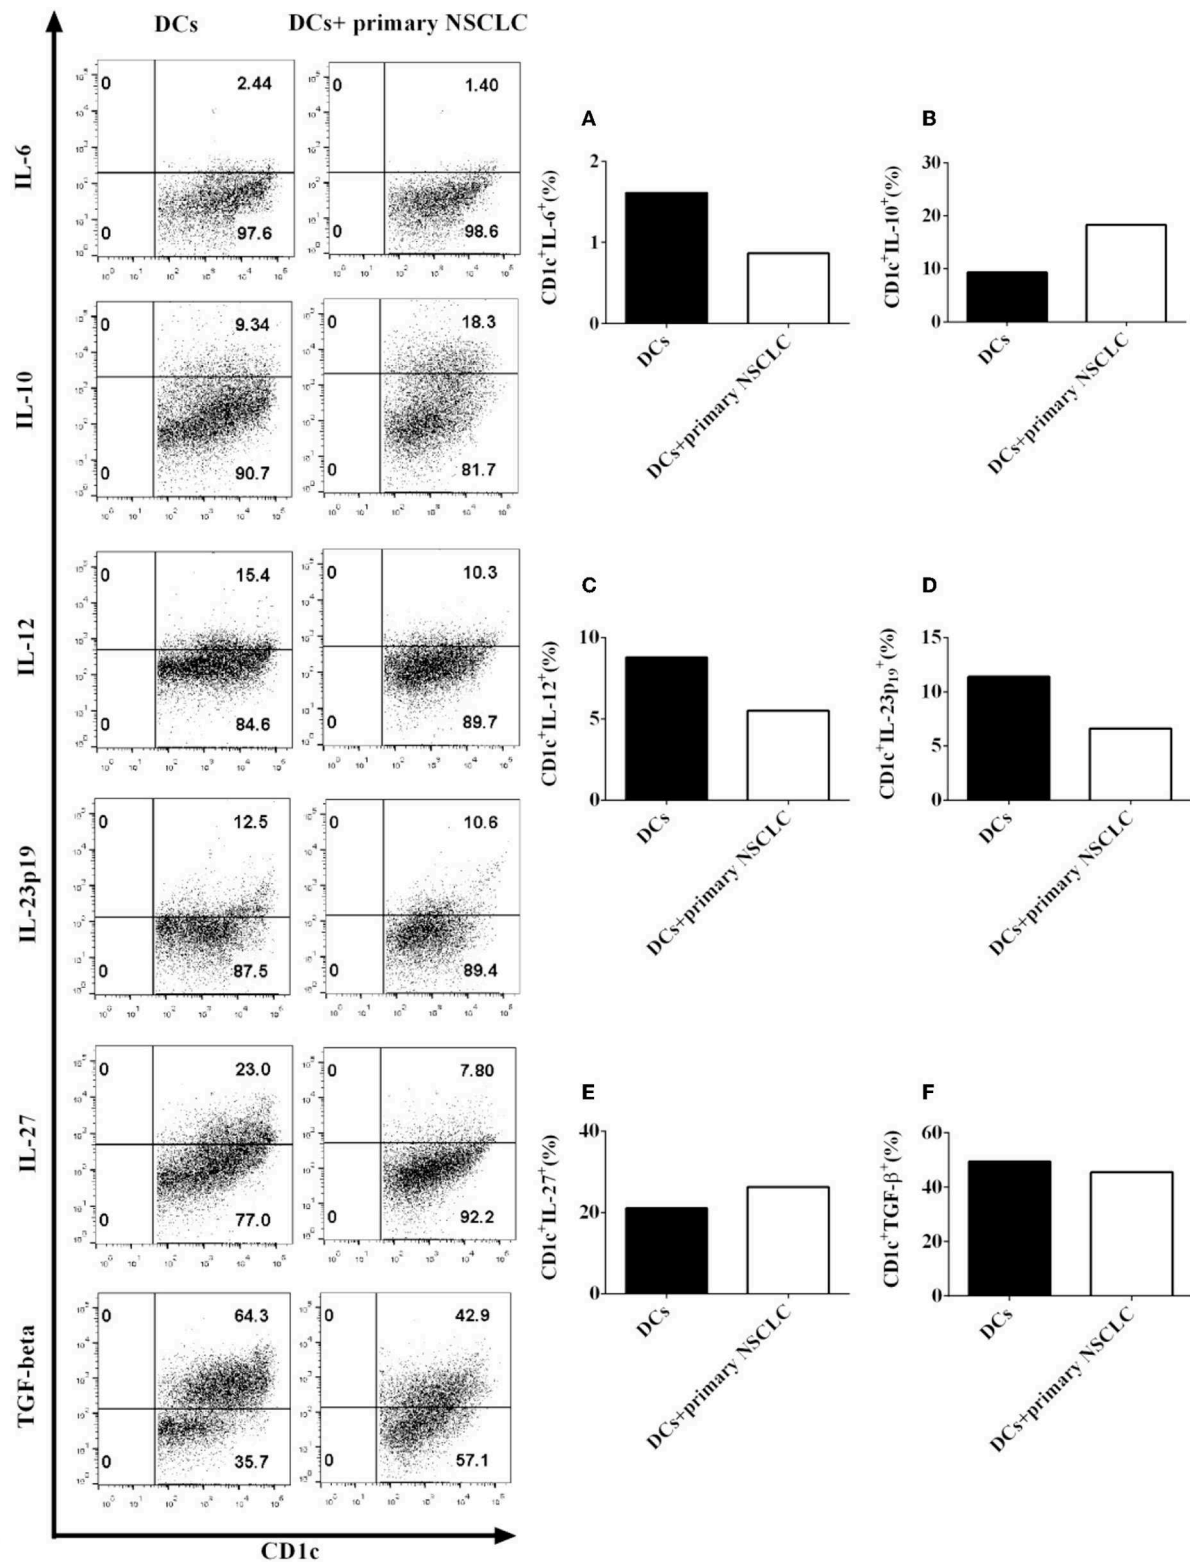 DCs
DCs+ primary NSCLC
IL-6
0 2.44
0 97.6
0 1.40
0 98.6
IL-10
0 9.34
0 90.7
0 18.3
0 81.7
IL-12
0 15.4
0 84.6
0 10.3
0 89.7
IL-23p19
0 12.5
0 87.5
0 10.6
0 89.4
IL-27
0 23.0
0 77.0
0 7.80
0 92.2
TGF-beta
0 64.3
0 35.7
0 42.9
0 57.1
CD1c
A
CD1c⁺IL-6⁺(%)
2
1
0
DCs
DCs+primary NSCLC
B
CD1c⁺IL-10⁺(%)
30
20
10
0
DCs
DCs+primary NSCLC
C
CD1c⁺IL-12⁺(%)
10
5
0
DCs
DCs+primary NSCLC
D
CD1c⁺IL-23p₁₉⁺(%)
15
10
5
0
DCs
DCs+primary NSCLC
E
CD1c⁺IL-27⁺(%)
40
20
0
DCs
DCs+primary NSCLC
F
CD1c⁺TGF-β⁺(%)
60
40
20
0
DCs
DCs+primary NSCLC